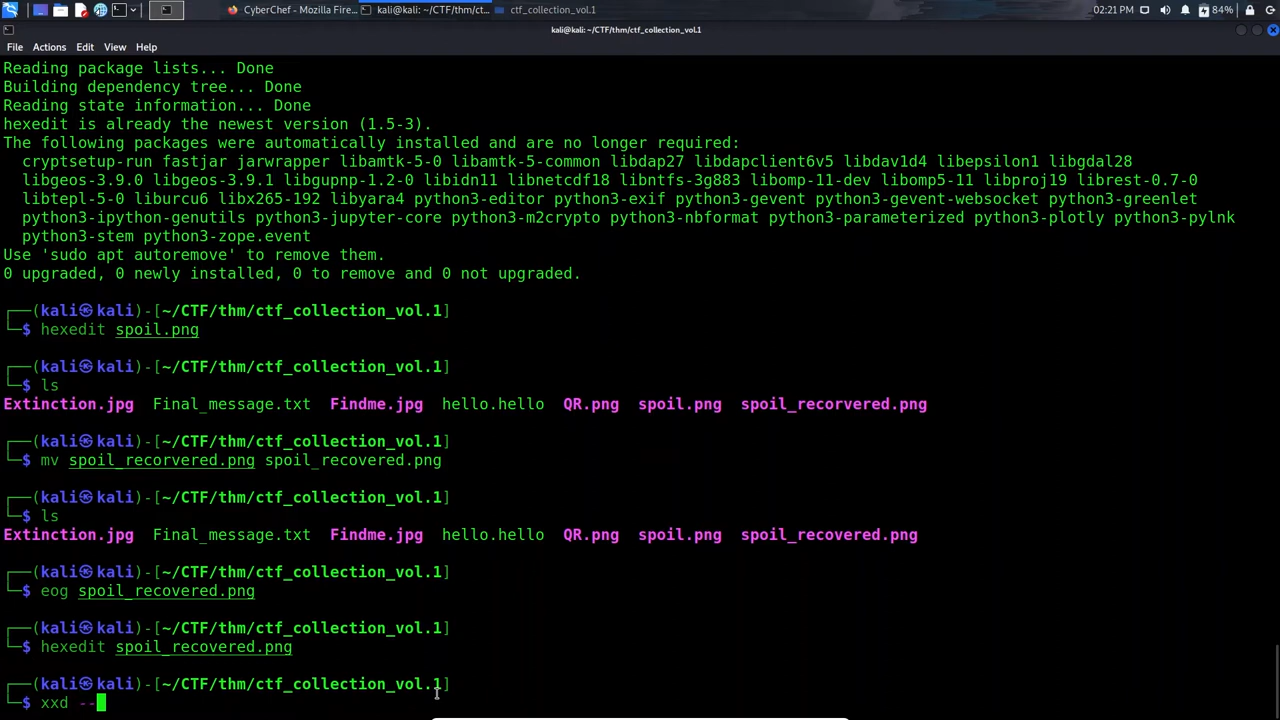 CyberChef - Mozilla Fire...
kali@kali: ~/CTF/thm/ct...
ctf_collection_vol.1
02:21 PM
84%
kali@kali: ~/CTF/thm/ctf_collection_vol.1
File Actions Edit View Help
Reading package lists... Done
Building dependency tree... Done
Reading state information... Done
hexedit is already the newest version (1.5-3).
The following packages were automatically installed and are no longer required:
cryptsetup-run fastjar jarwrapper libamtk-5-0 libamtk-5-common libdap27 libdapclient6v5 libdav1d4 libepsilon1 libgdal28
libgeos-3.9.0 libgeos-3.9.1 libgupnp-1.2-0 libidn11 libnetcdf18 libntfs-3g883 libomp-11-dev libomp5-11 libproj19 librest-0.7-0
libtepl-5-0 liburcu6 libx265-192 libyara4 python3-editor python3-exif python3-gevent python3-gevent-websocket python3-greenlet
python3-ipython-genutils python3-jupyter-core python3-m2crypto python3-nbformat python3-parameterized python3-plotly python3-pylnk
python3-stem python3-zope.event
Use 'sudo apt autoremove' to remove them.
0 upgraded, 0 newly installed, 0 to remove and 0 not upgraded.
┌──(kali㉿kali)-[~/CTF/thm/ctf_collection_vol.1]
└─$ hexedit spoil.png
┌──(kali㉿kali)-[~/CTF/thm/ctf_collection_vol.1]
└─$ ls
Extinction.jpg Final_message.txt Findme.jpg hello.hello QR.png spoil.png spoil_recorvered.png
┌──(kali㉿kali)-[~/CTF/thm/ctf_collection_vol.1]
└─$ mv spoil_recorvered.png spoil_recovered.png
┌──(kali㉿kali)-[~/CTF/thm/ctf_collection_vol.1]
└─$ ls
Extinction.jpg Final_message.txt Findme.jpg hello.hello QR.png spoil.png spoil_recovered.png
┌──(kali㉿kali)-[~/CTF/thm/ctf_collection_vol.1]
└─$ eog spoil_recovered.png
┌──(kali㉿kali)-[~/CTF/thm/ctf_collection_vol.1]
└─$ hexedit spoil_recovered.png
┌──(kali㉿kali)-[~/CTF/thm/ctf_collection_vol.1]
└─$ xxd --